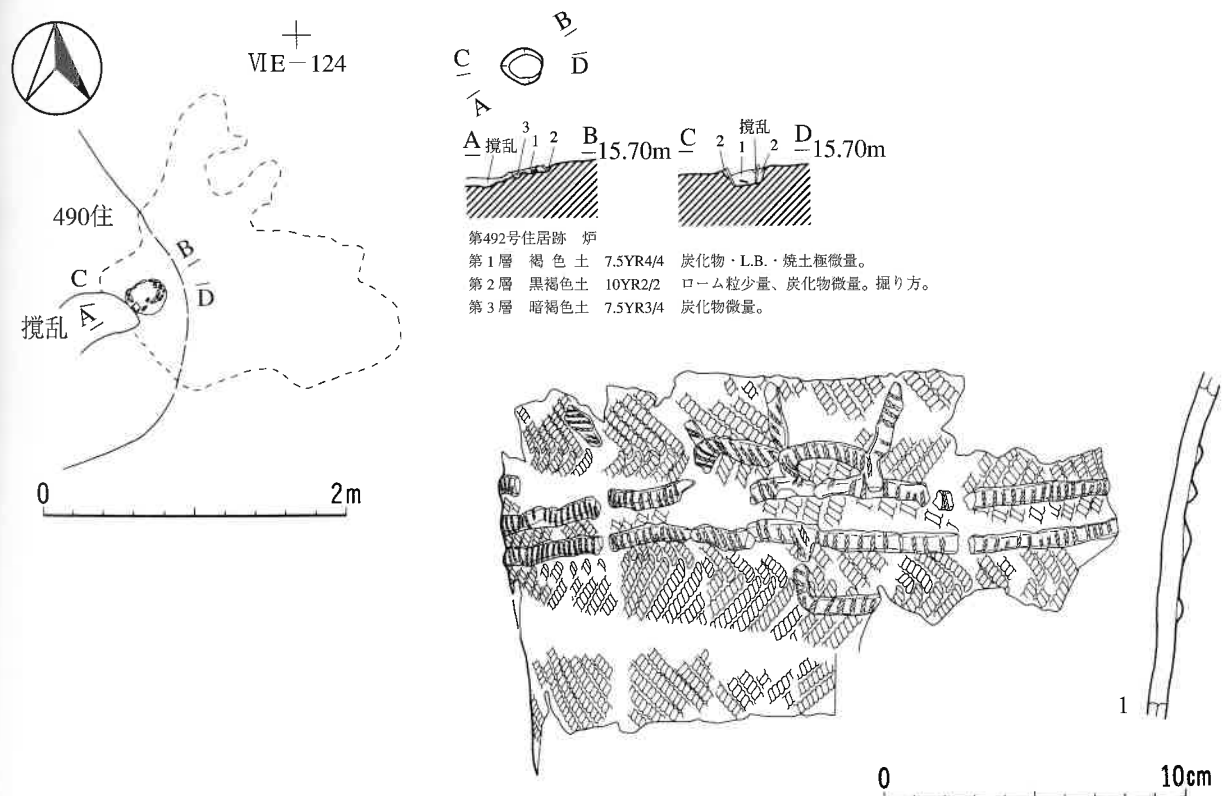 ⅥE－124
490住
B
C
D
A
撹乱
0 2m
B
C
D
A
A 撹乱 3 1 2 B 15.70m
C 2 1 撹乱 2 D 15.70m
第492号住居跡 炉
第1層 褐色土 7.5YR4/4 炭化物・L.B.・焼土極微量。
第2層 黒褐色土 10YR2/2 ローム粒少量、炭化物微量。掘り方。
第3層 暗褐色土 7.5YR3/4 炭化物微量。
1
0 10cm